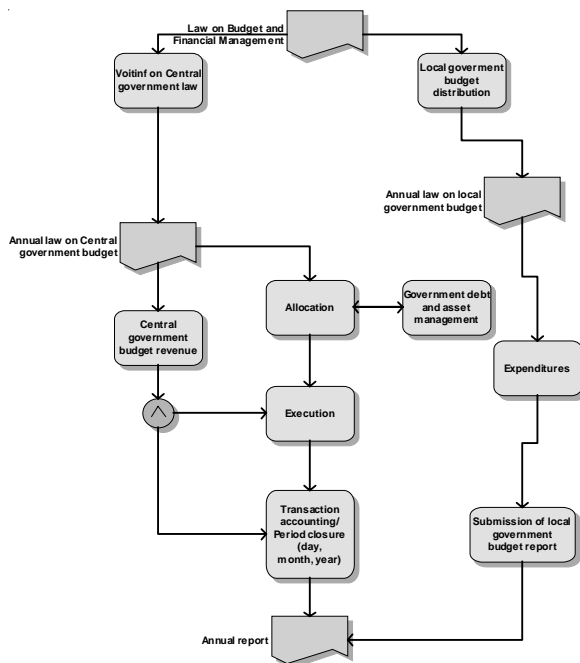 Law on Budget and
Financial Management
Voitinf on Central
government law
Local goverment
budget
distribution
Annual law on local
government budget
Annual law on Central
government budget
Allocation
Government debt
and asset
management
Central
government
budget revenue
Expenditures
Execution
Transaction
accounting/
Period closure
(day,
month, year)
Submission of local
government
budget report
Annual report